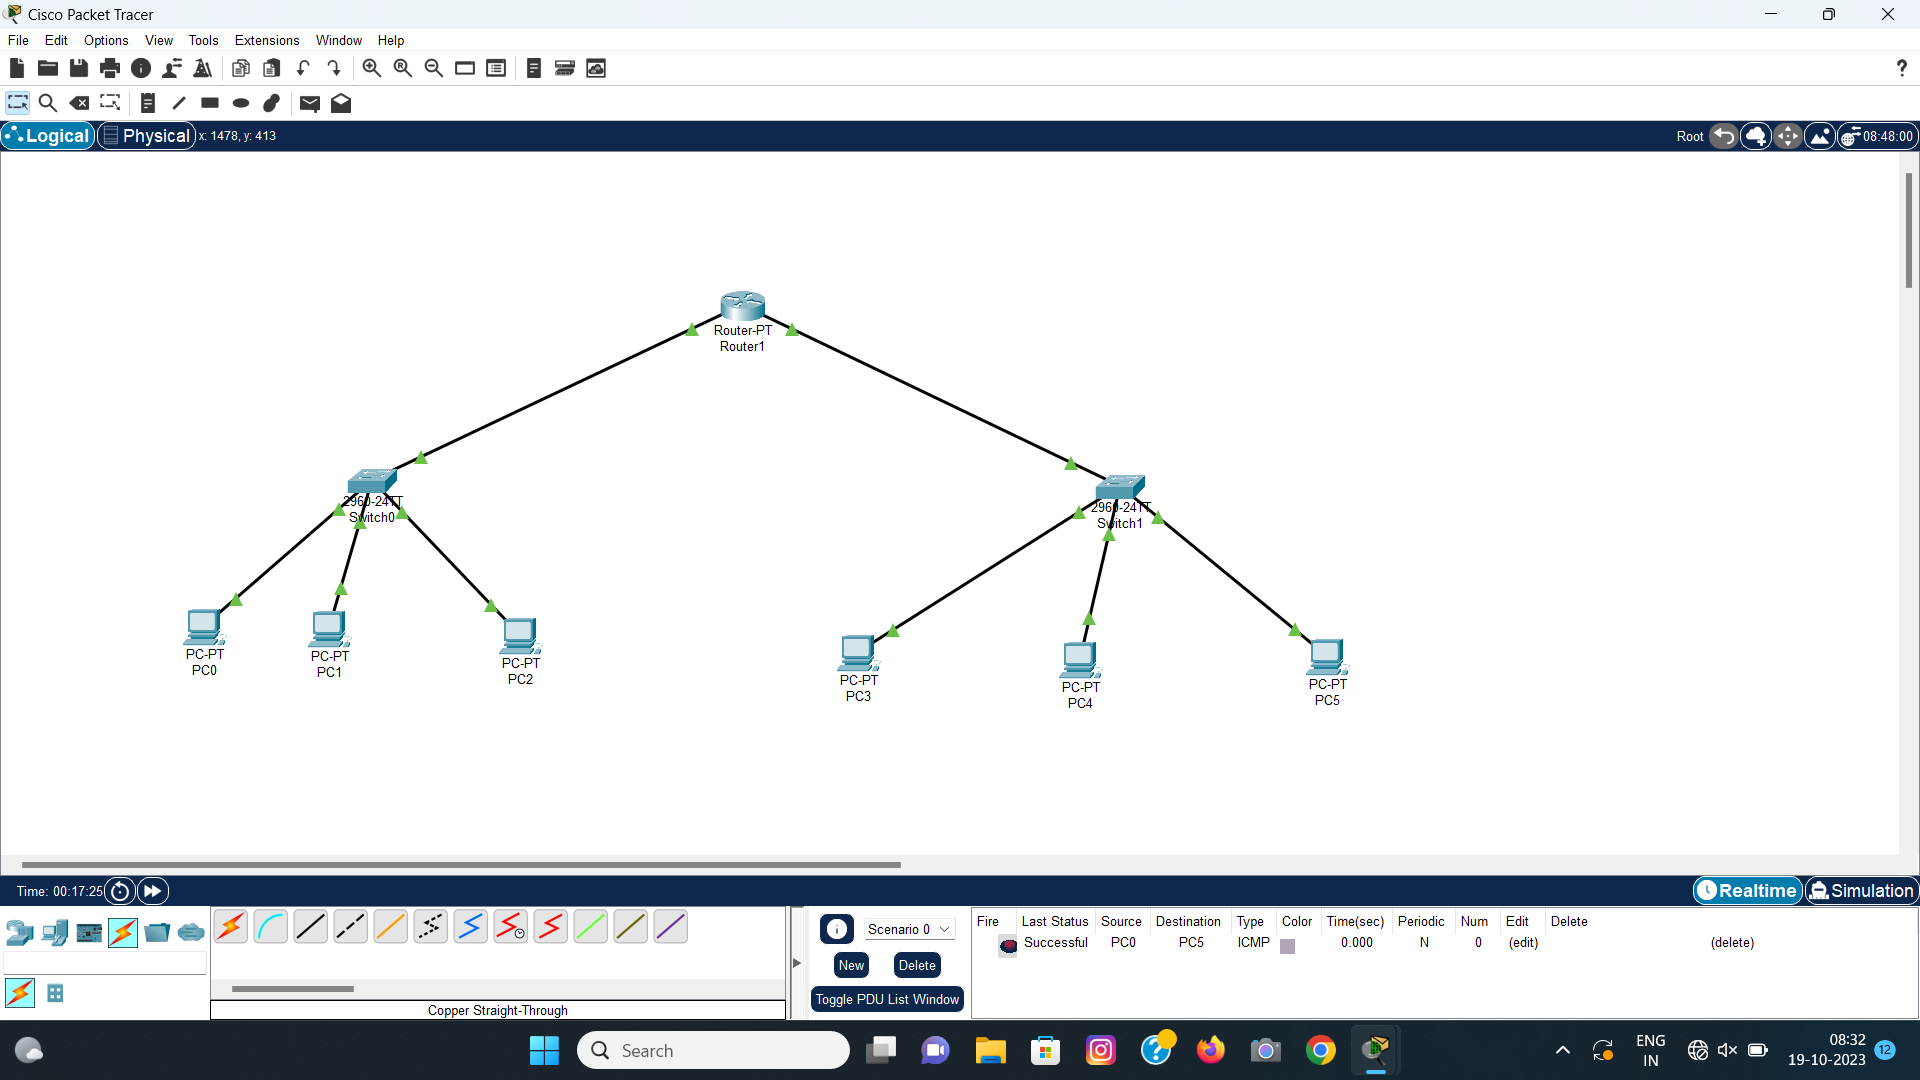 Cisco Packet Tracer
File Edit Options View Tools Extensions Window Help
?
Logical Physical x: 1478, y: 413 Root 08:48:00
Router-PT
Router1
2960-24TT
Switch0
2960-24TT
Switch1
PC-PT
PC0
PC-PT
PC1
PC-PT
PC2
PC-PT
PC3
PC-PT
PC4
PC-PT
PC5
Time: 00:17:25 Realtime Simulation
Copper Straight-Through
Scenario 0
New Delete
Toggle PDU List Window
Fire Last Status Source Destination Type Color Time(sec) Periodic Num Edit Delete
Successful PC0 PC5 ICMP 0.000 N 0 (edit) (delete)
Search
ENG
IN
08:32
19-10-2023
12